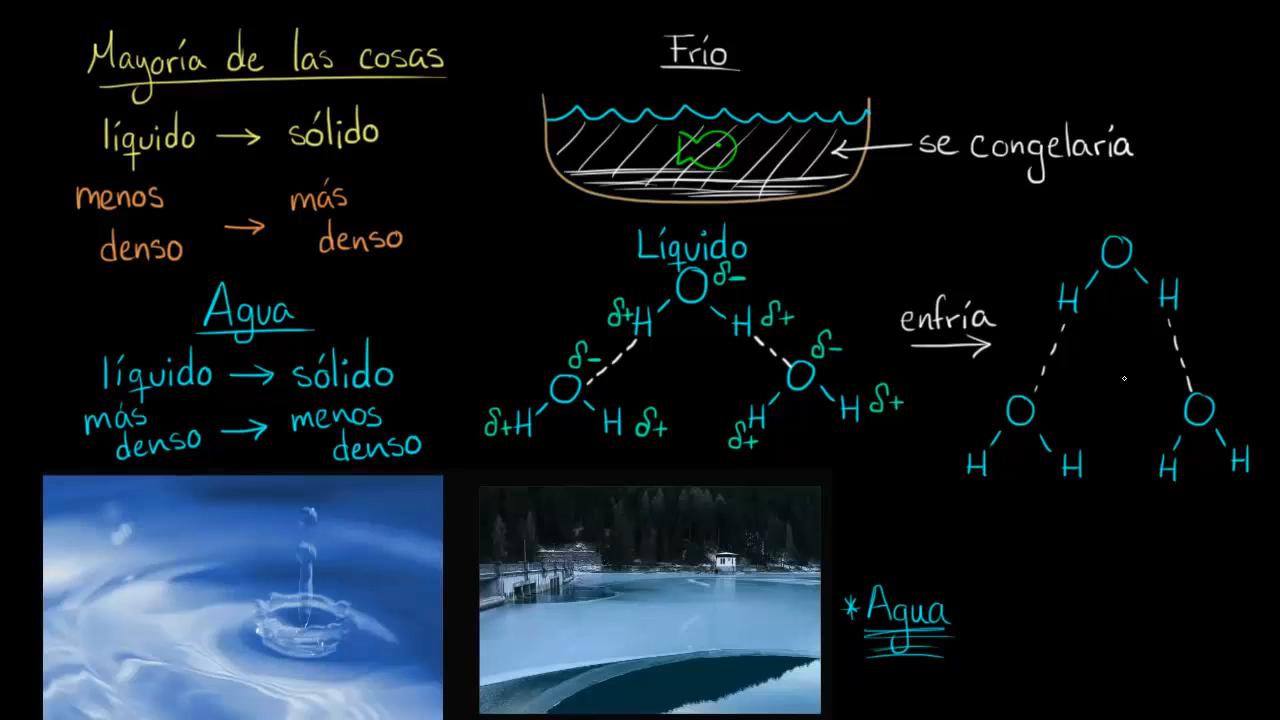 Mayoría de las cosas
líquido → sólido
menos denso → más denso
Agua
líquido → sólido
más denso → menos denso
Frío
se congelaría
Líquido
O δ-
δ+ H H δ+
δ- O O δ-
δ+ H H δ+ δ+ H H δ+
enfría
O
H H
O O
H H H H
*Agua